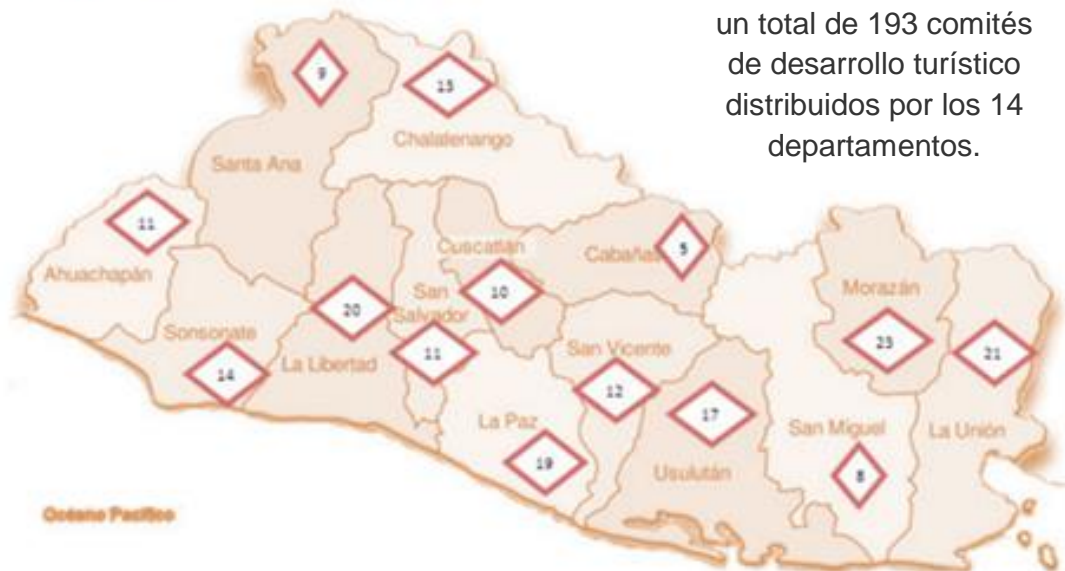 un total de 193 comités
de desarrollo turístico
distribuidos por los 14
departamentos.
9
13
Chalatenango
Santa Ana
11
Ahuachapán
Cuscatlán
Cabañas
5
10
San
Salvador
20
Sonsonate
14
La Libertad
11
San Vicente
12
Morazán
23
21
La Paz
19
17
Usulután
San Miguel
8
La Unión
Océano Pacífico